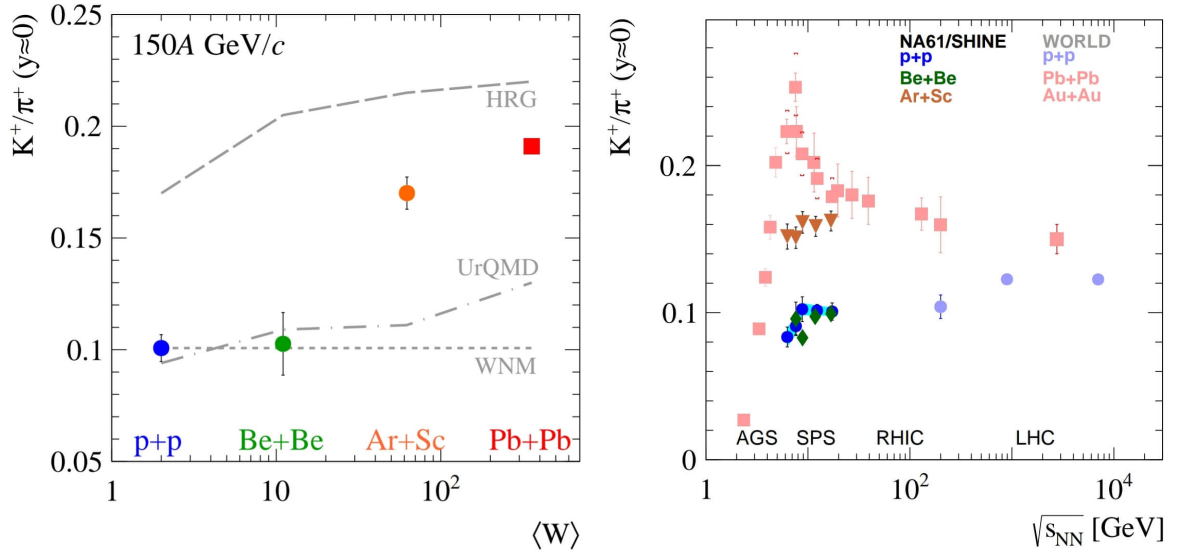 150A GeV/c
K⁺/π⁺ (y≈0)
0.25
0.2
0.15
0.1
0.05
HRG
UrQMD
WNM
p+p
Be+Be
Ar+Sc
Pb+Pb
1
10
10²
⟨W⟩
K⁺/π⁺ (y≈0)
NA61/SHINE
p+p
Be+Be
Ar+Sc
WORLD
p+p
Pb+Pb
Au+Au
0.2
0.1
0
AGS
SPS
RHIC
LHC
1
10²
10⁴
√sNN [GeV]